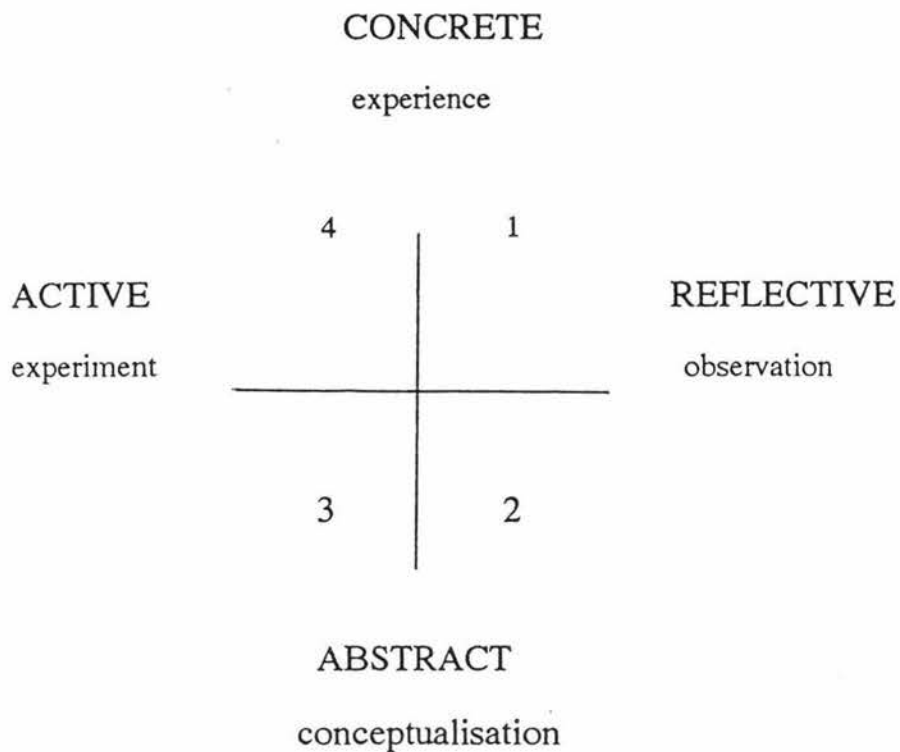 CONCRETE
experience
4 1
ACTIVE REFLECTIVE
experiment observation
3 2
ABSTRACT
conceptualisation